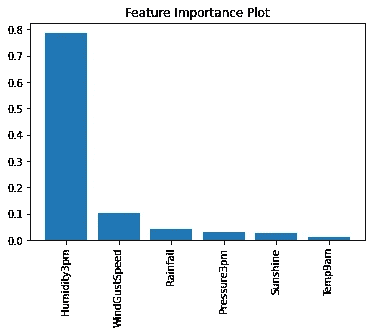 Feature Importance Plot
0.8
0.7
0.6
0.5
0.4
0.3
0.2
0.1
0.0
Humidity3pm
WindGustSpeed
Rainfall
Pressure3pm
Sunshine
Temp9am